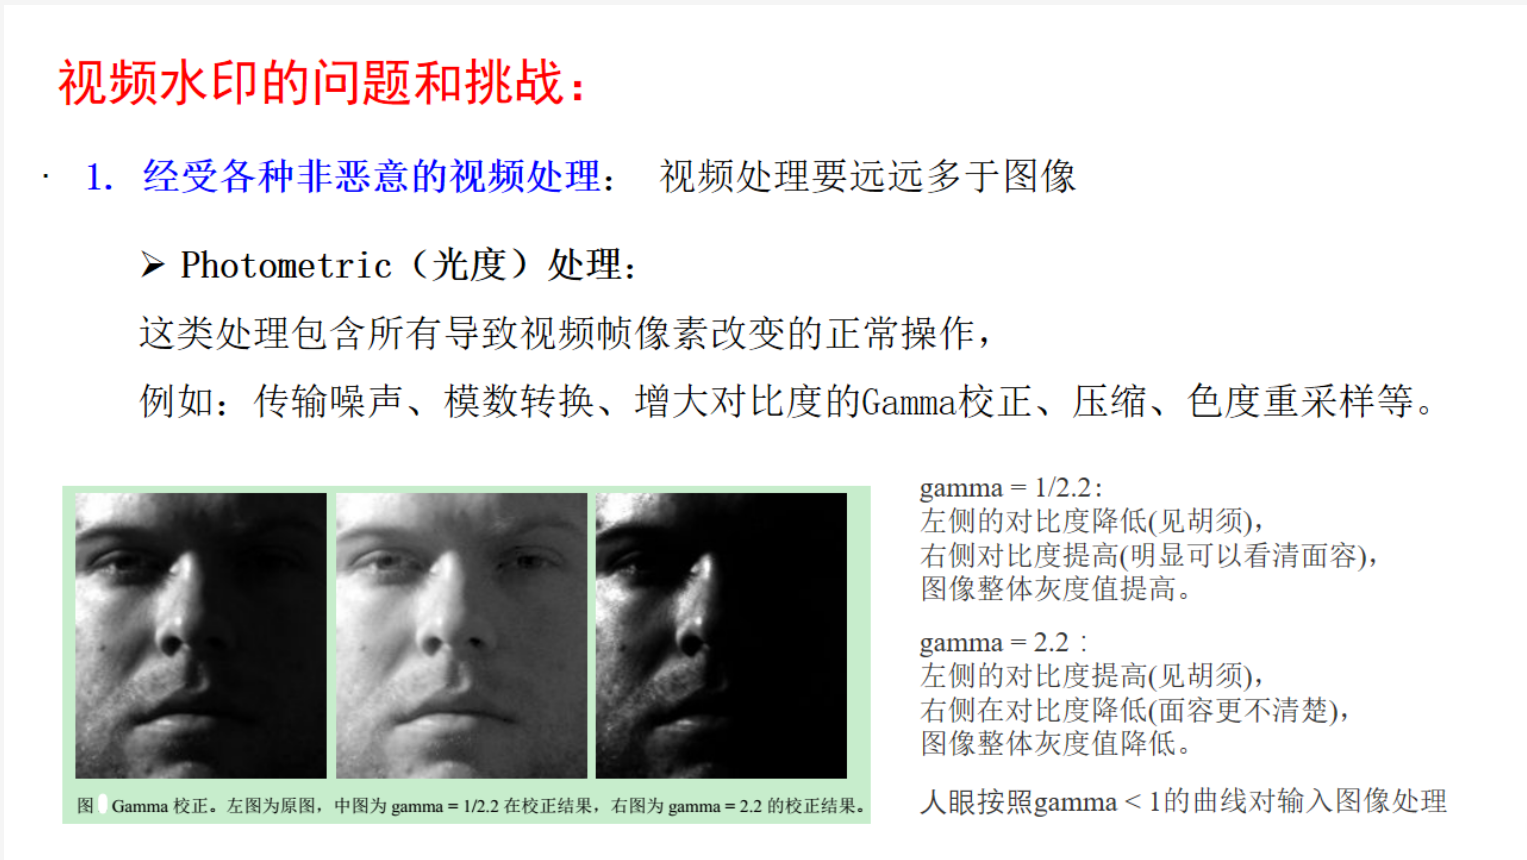 视频水印的问题和挑战：
· 1. 经受各种非恶意的视频处理： 视频处理要远远多于图像
➢ Photometric（光度）处理：
这类处理包含所有导致视频帧像素改变的正常操作，
例如：传输噪声、模数转换、增大对比度的Gamma校正、压缩、色度重采样等。
gamma = 1/2.2：
左侧的对比度降低(见胡须)，
右侧对比度提高(明显可以看清面容)，
图像整体灰度值提高。
gamma = 2.2：
左侧的对比度提高(见胡须)，
右侧在对比度降低(面容更不清楚)，
图像整体灰度值降低。
人眼按照gamma < 1的曲线对输入图像处理
图 Gamma 校正。左图为原图，中图为 gamma = 1/2.2 在校正结果，右图为 gamma = 2.2 的校正结果。